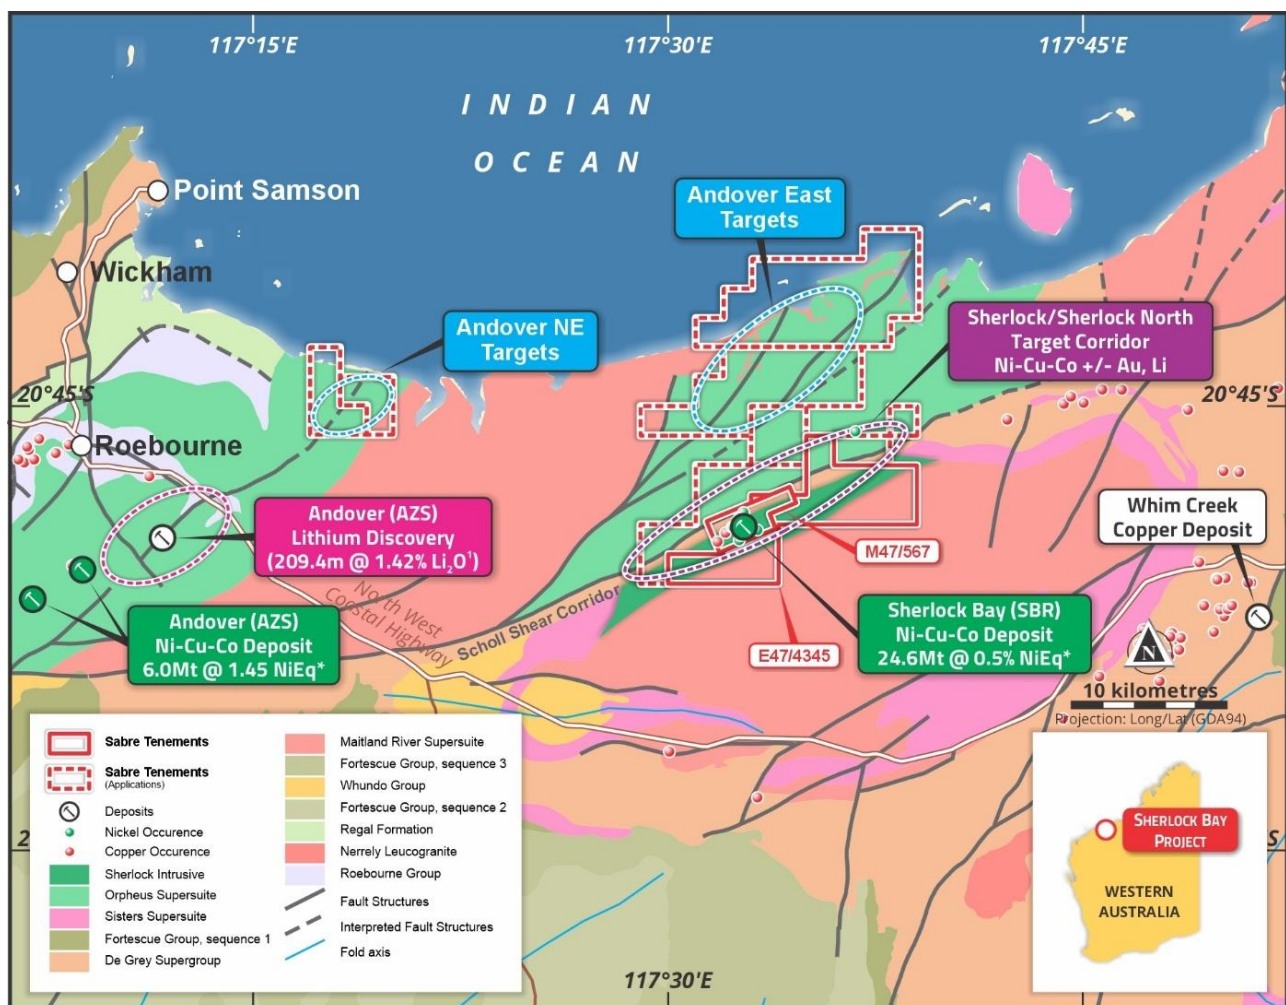 117°15'E
117°30'E
117°45'E
INDIAN
OCEAN
Point Samson
Wickham
Roebourne
Andover East
Targets
Andover NE
Targets
Sherlock/Sherlock North
Target Corridor
Ni-Cu-Co +/- Au, Li
20°45'S
20°45'S
Andover (AZS)
Lithium Discovery
(209.4m @ 1.42% Li₂O¹)
Whim Creek
Copper Deposit
M47/567
Andover (AZS)
Ni-Cu-Co Deposit
6.0Mt @ 1.45 NiEq*
North West
Coastal Highway
Scholl Shear Corridor
Sherlock Bay (SBR)
Ni-Cu-Co Deposit
24.6Mt @ 0.5% NiEq*
E47/4345
N
10 kilometres
Projection: Long/Lat (GDA94)
Sabre Tenements
Sabre Tenements
(Applications)
Deposits
Nickel Occurence
Copper Occurence
Sherlock Intrusive
Orpheus Supersuite
Sisters Supersuite
Fortescue Group, sequence 1
De Grey Supergroup
Maitland River Supersuite
Fortescue Group, sequence 3
Whundo Group
Fortescue Group, sequence 2
Regal Formation
Nerrely Leucogranite
Roebourne Group
Fault Structures
Interpreted Fault Structures
Fold axis
2
S
SHERLOCK BAY
PROJECT
WESTERN
AUSTRALIA
117°30'E